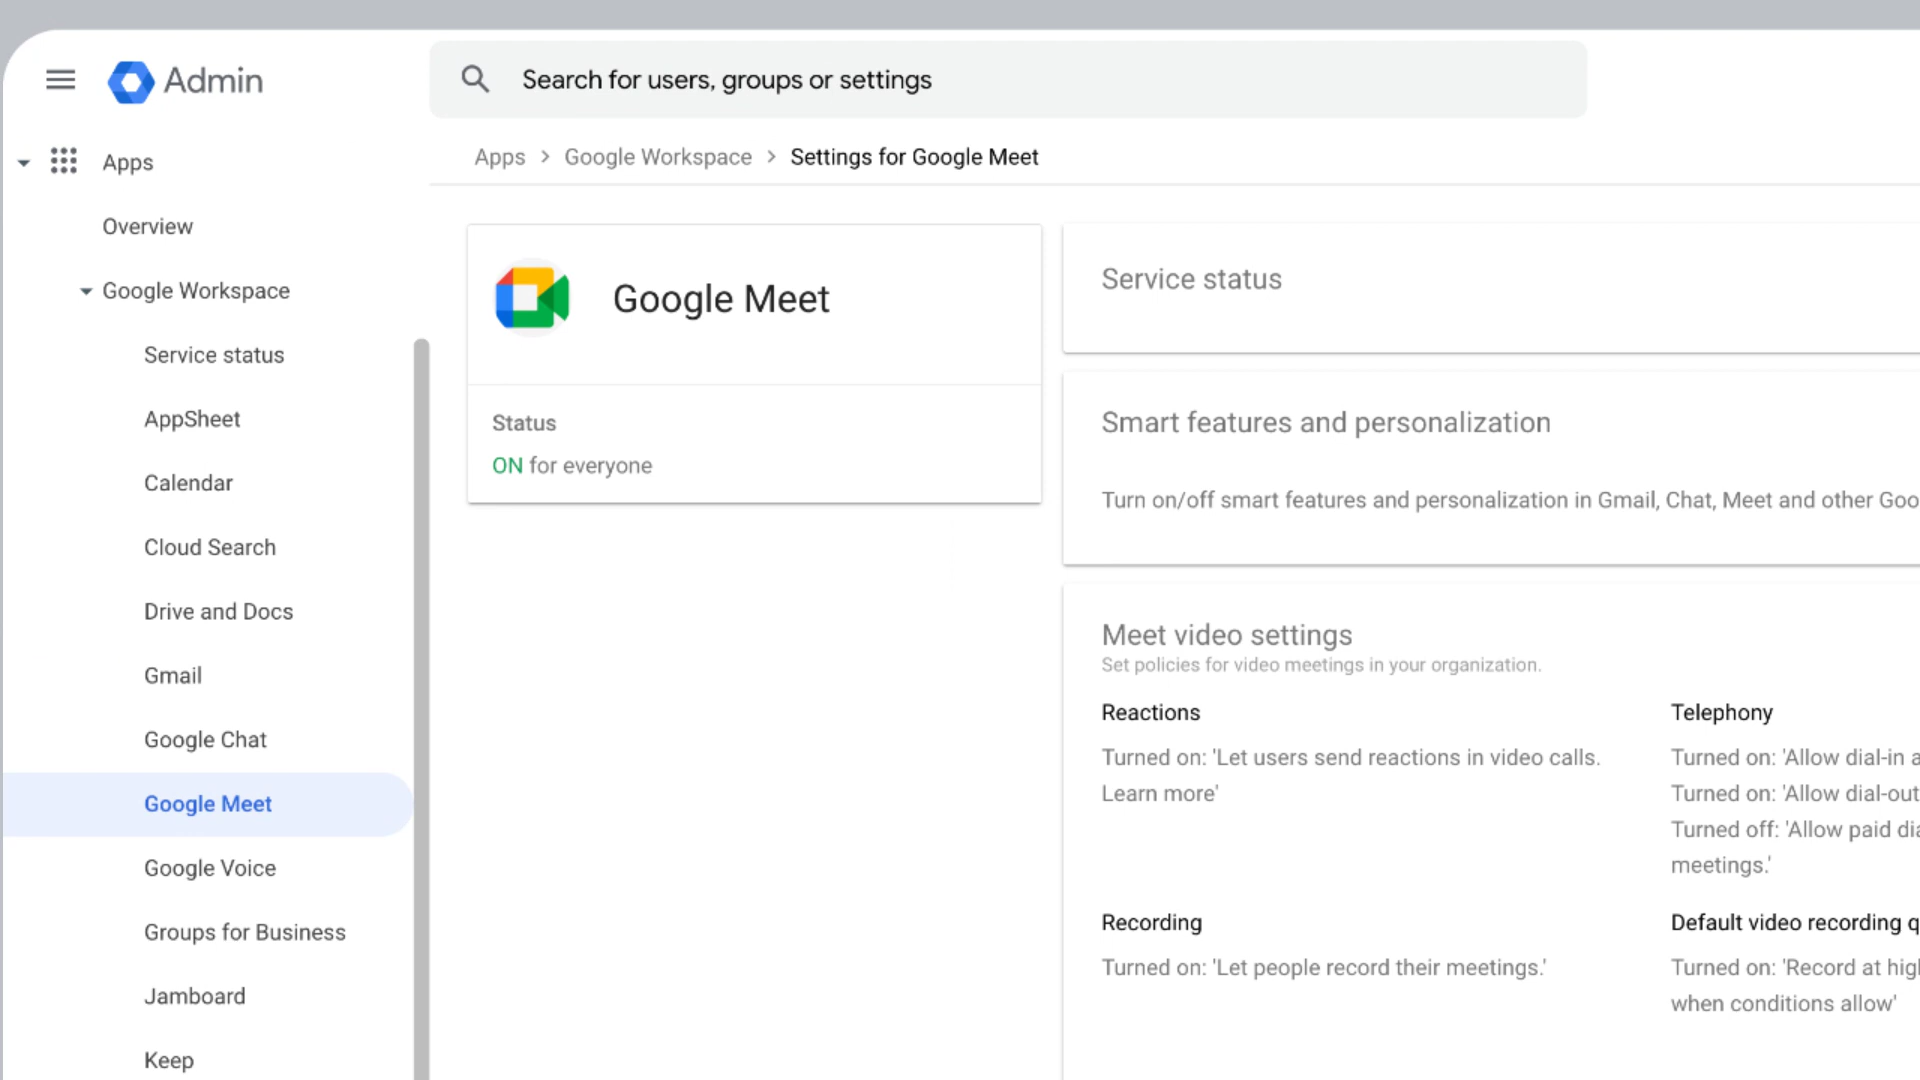 Admin
Search for users, groups or settings
Apps
Overview
Google Workspace
Service status
AppSheet
Calendar
Cloud Search
Drive and Docs
Gmail
Google Chat
Google Meet
Google Voice
Groups for Business
Jamboard
Keep
Apps > Google Workspace > Settings for Google Meet
Google Meet
Status
ON for everyone
Service status
Smart features and personalization
Turn on/off smart features and personalization in Gmail, Chat, Meet and other Goo
Meet video settings
Set policies for video meetings in your organization.
Reactions
Turned on: 'Let users send reactions in video calls.
Learn more'
Telephony
Turned on: 'Allow dial-in a
Turned on: 'Allow dial-out
Turned off: 'Allow paid dia
meetings.'
Recording
Turned on: 'Let people record their meetings.'
Default video recording q
Turned on: 'Record at high
when conditions allow'